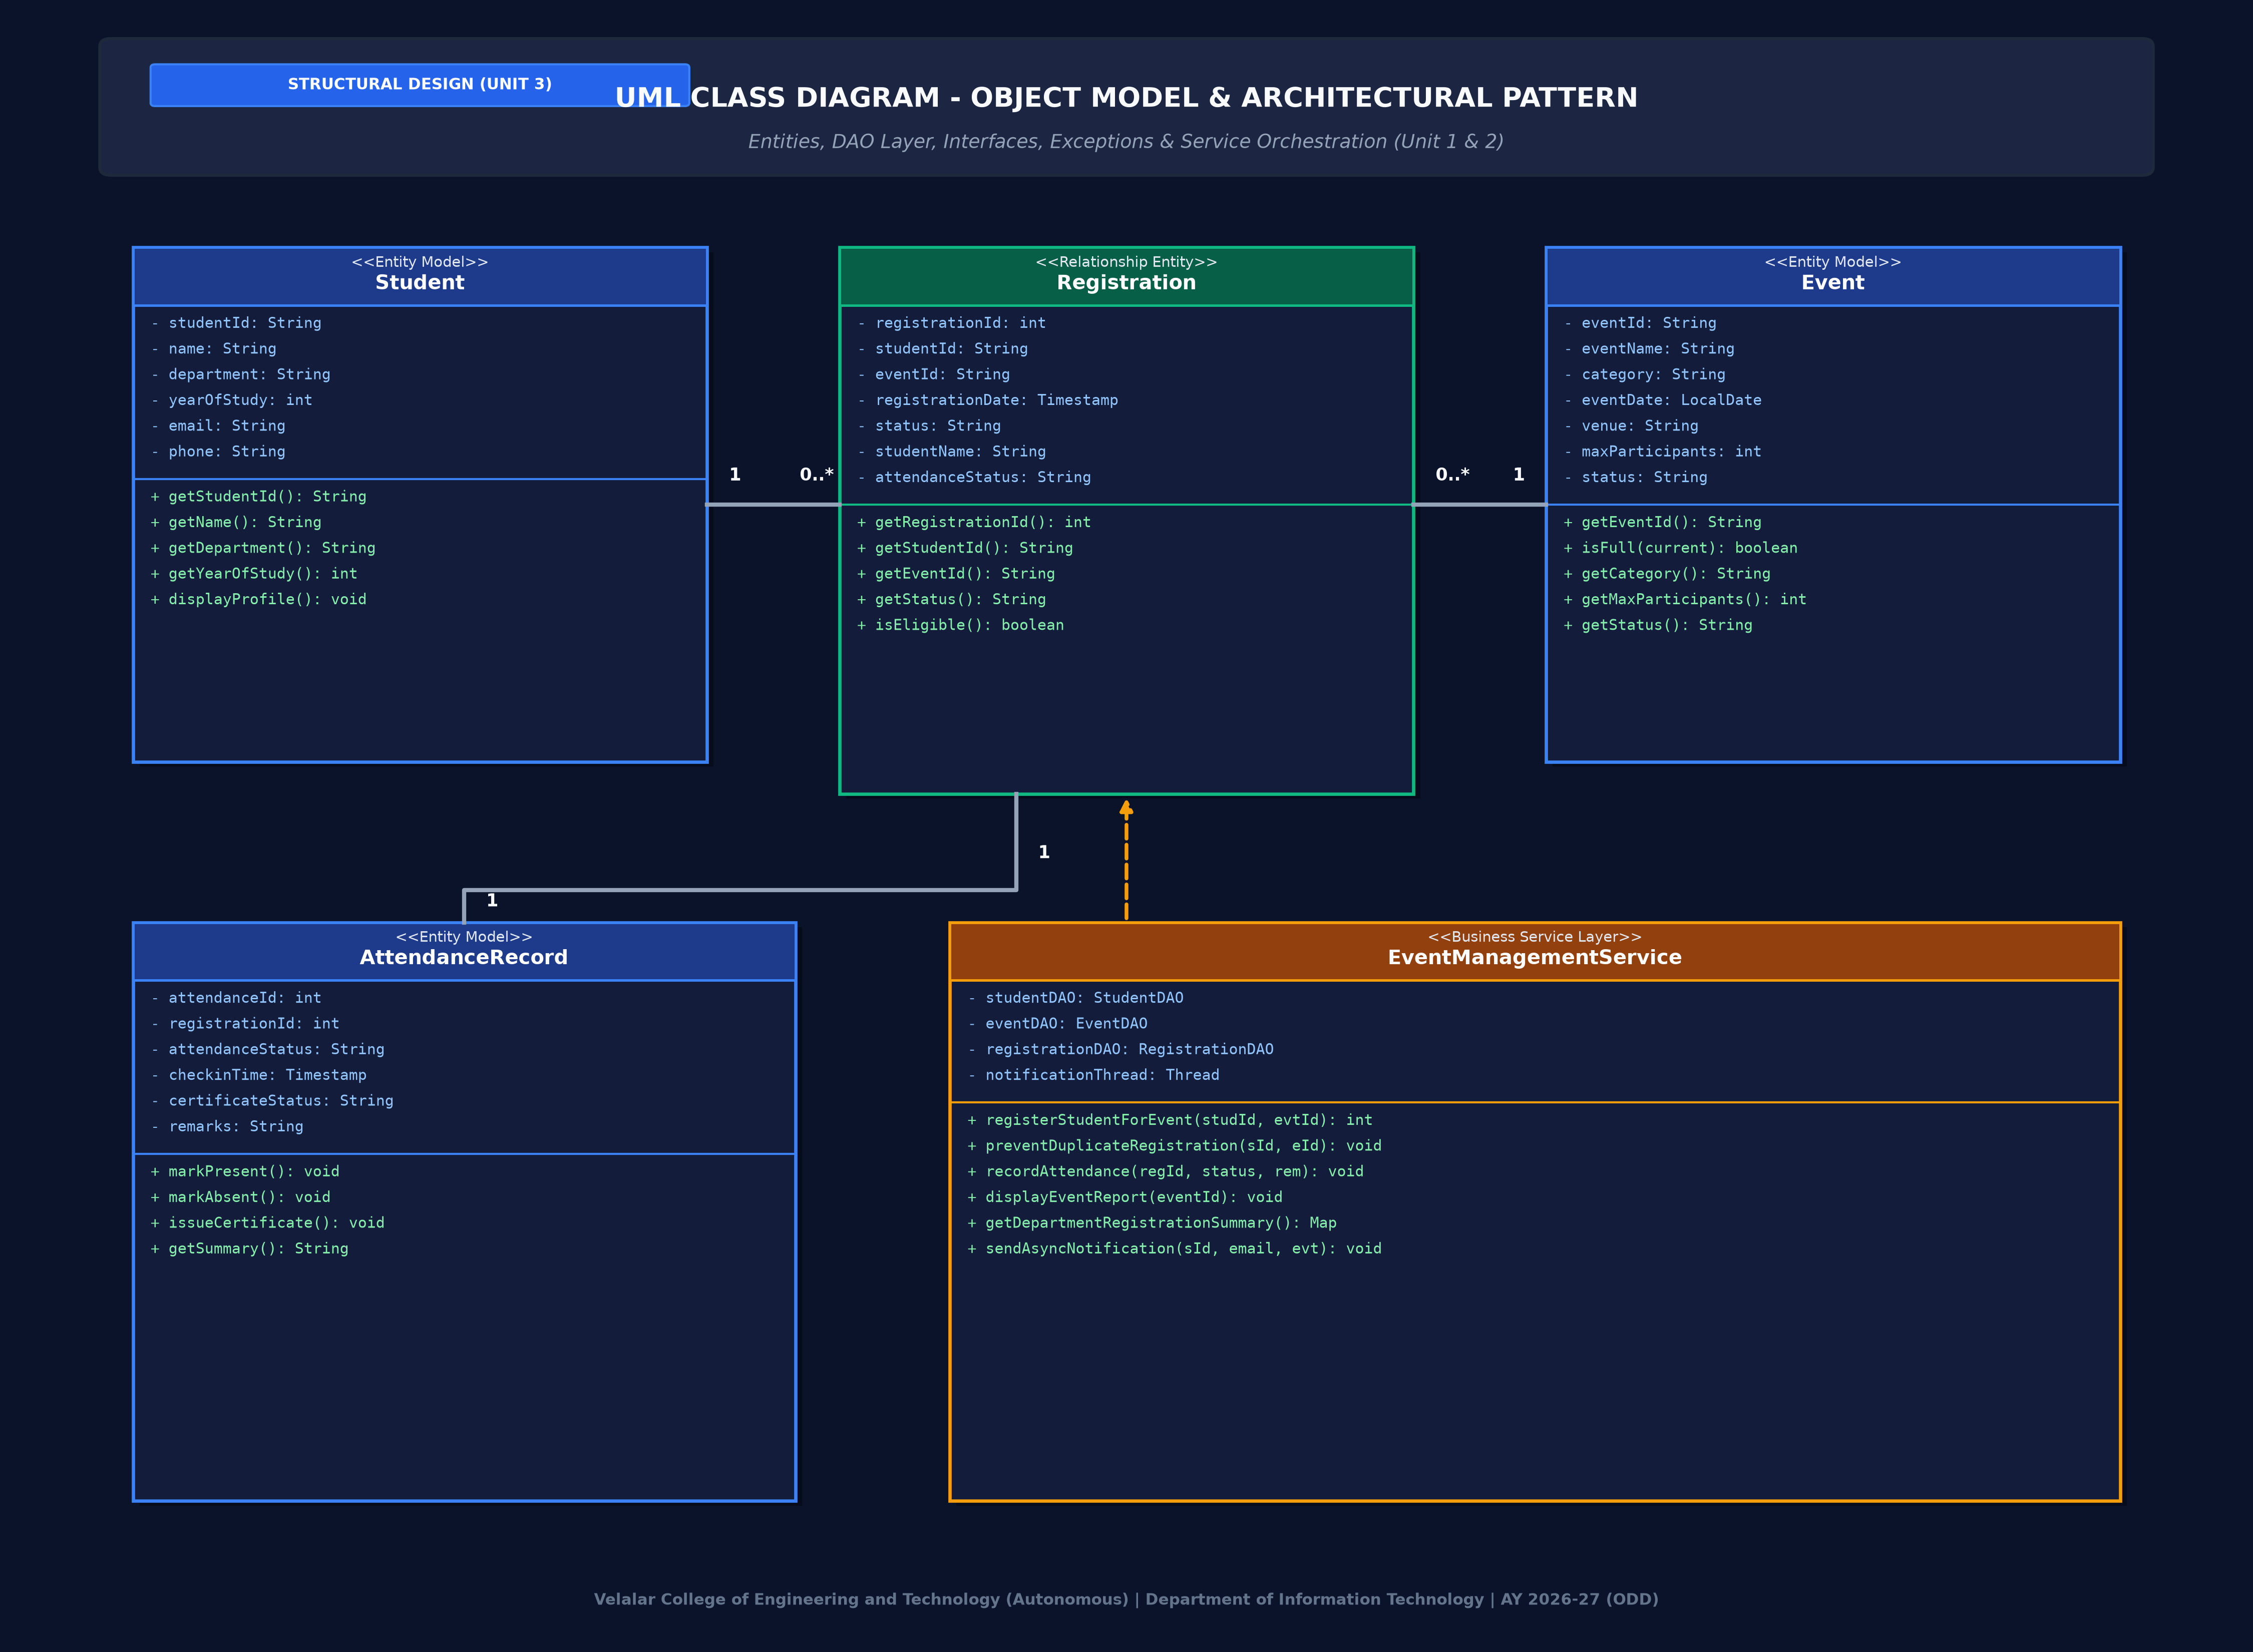 STRUCTURAL DESIGN (UNIT 3)
UML CLASS DIAGRAM - OBJECT MODEL & ARCHITECTURAL PATTERN
Entities, DAO Layer, Interfaces, Exceptions & Service Orchestration (Unit 1 & 2)
<<Entity Model>>
Student
- studentId: String
- name: String
- department: String
- yearOfStudy: int
- email: String
- phone: String
+ getStudentId(): String
+ getName(): String
+ getDepartment(): String
+ getYearOfStudy(): int
+ displayProfile(): void
1
0..*
<<Relationship Entity>>
Registration
- registrationId: int
- studentId: String
- eventId: String
- registrationDate: Timestamp
- status: String
- studentName: String
- attendanceStatus: String
+ getRegistrationId(): int
+ getStudentId(): String
+ getEventId(): String
+ getStatus(): String
+ isEligible(): boolean
0..*
1
<<Entity Model>>
Event
- eventId: String
- eventName: String
- category: String
- eventDate: LocalDate
- venue: String
- maxParticipants: int
- status: String
+ getEventId(): String
+ isFull(current): boolean
+ getCategory(): String
+ getMaxParticipants(): int
+ getStatus(): String
1
1
<<Entity Model>>
AttendanceRecord
- attendanceId: int
- registrationId: int
- attendanceStatus: String
- checkinTime: Timestamp
- certificateStatus: String
- remarks: String
+ markPresent(): void
+ markAbsent(): void
+ issueCertificate(): void
+ getSummary(): String
<<Business Service Layer>>
EventManagementService
- studentDAO: StudentDAO
- eventDAO: EventDAO
- registrationDAO: RegistrationDAO
- notificationThread: Thread
+ registerStudentForEvent(studId, evtId): int
+ preventDuplicateRegistration(sId, eId): void
+ recordAttendance(regId, status, rem): void
+ displayEventReport(eventId): void
+ getDepartmentRegistrationSummary(): Map
+ sendAsyncNotification(sId, email, evt): void
Velalar College of Engineering and Technology (Autonomous) | Department of Information Technology | AY 2026-27 (ODD)